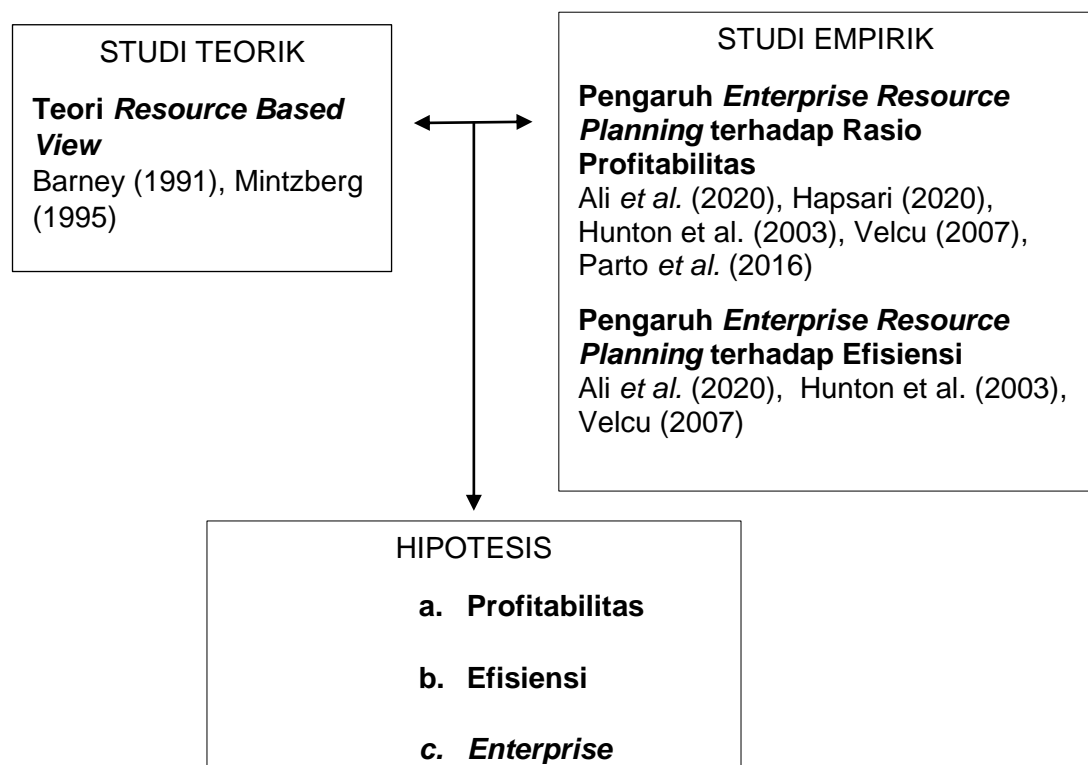 STUDI TEORIK
Teori Resource Based
View
Barney (1991), Mintzberg
(1995)
STUDI EMPIRIK
Pengaruh Enterprise Resource
Planning terhadap Rasio
Profitabilitas
Ali et al. (2020), Hapsari (2020),
Hunton et al. (2003), Velcu (2007),
Parto et al. (2016)
Pengaruh Enterprise Resource
Planning terhadap Efisiensi
Ali et al. (2020), Hunton et al. (2003),
Velcu (2007)
HIPOTESIS
a. Profitabilitas
b. Efisiensi
c. Enterprise